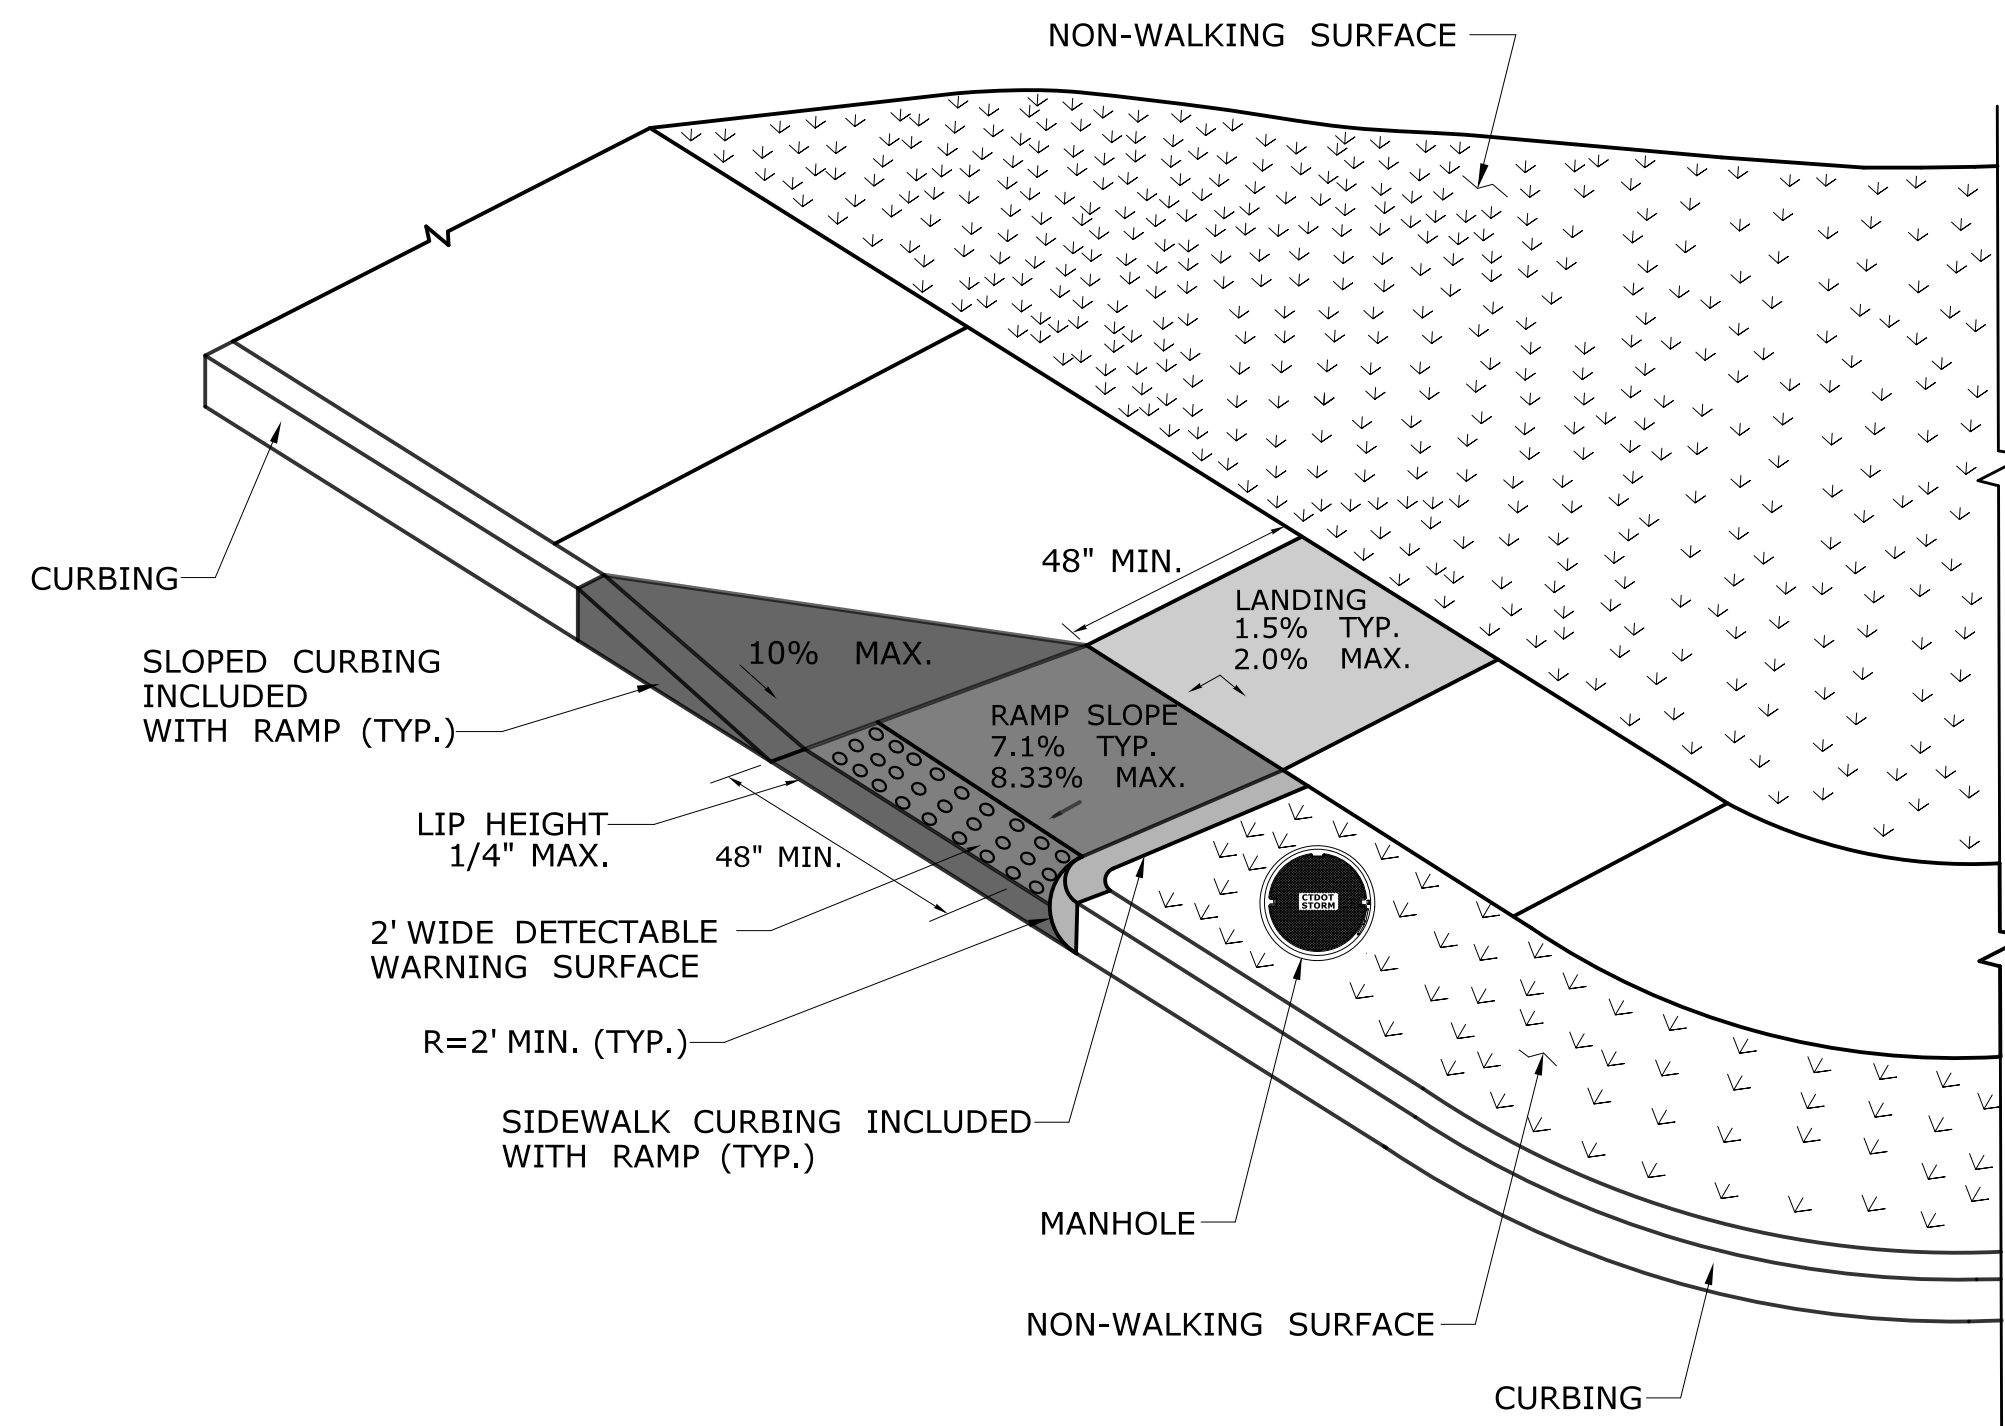 NON-WALKING SURFACE
48" MIN.
CURBING
LANDING
1.5% TYP.
2.0% MAX.
10% MAX.
SLOPED CURBING
INCLUDED
WITH RAMP (TYP.)
RAMP SLOPE
7.1% TYP.
8.33% MAX.
LIP HEIGHT
1/4" MAX.
48" MIN.
CTDOT
STORM
2' WIDE DETECTABLE
WARNING SURFACE
R=2' MIN. (TYP.)
SIDEWALK CURBING INCLUDED
WITH RAMP (TYP.)
MANHOLE
NON-WALKING SURFACE
CURBING